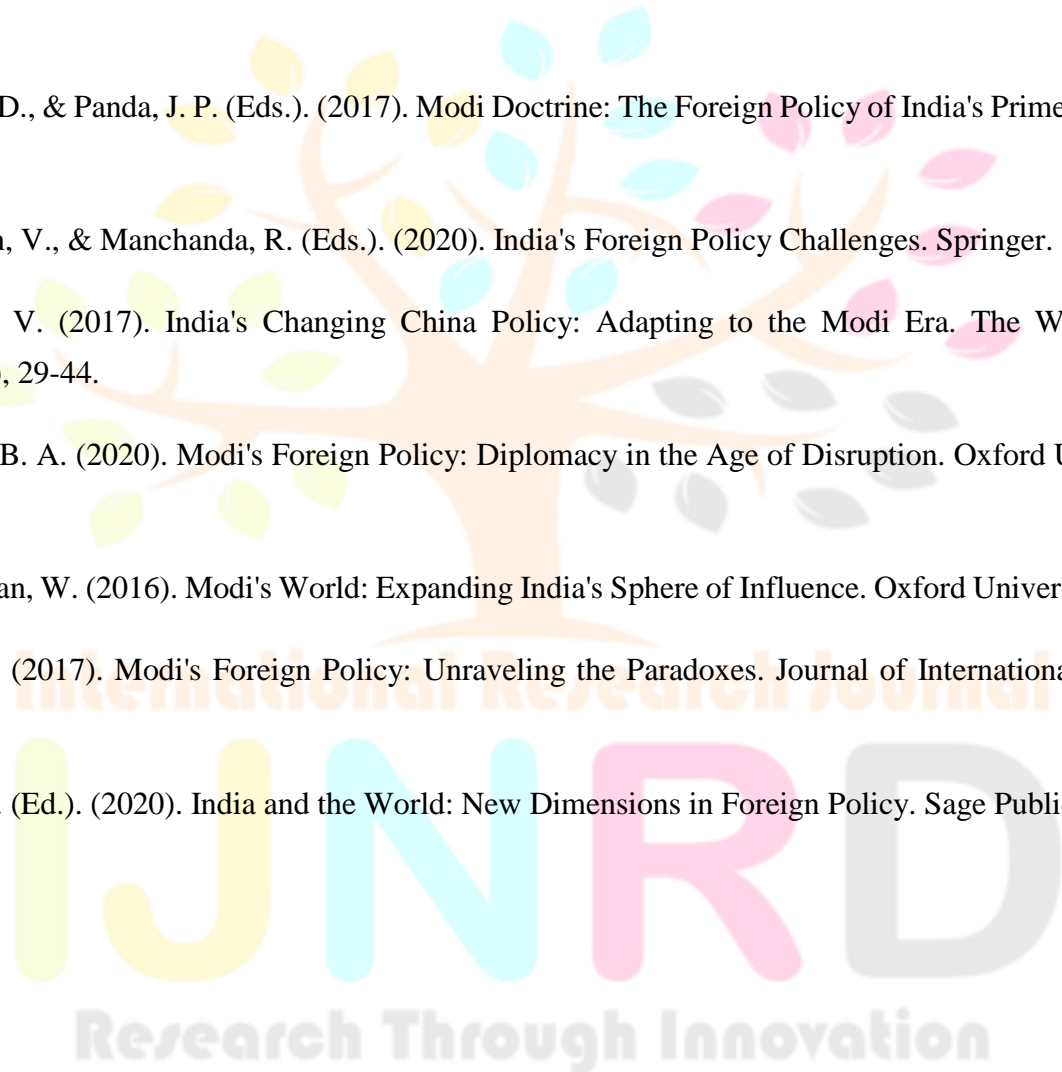 D., & Panda, J. P. (Eds.). (2017). Modi Doctrine: The Foreign Policy of India's Prime
n, V., & Manchanda, R. (Eds.). (2020). India's Foreign Policy Challenges. Springer.
V. (2017). India's Changing China Policy: Adapting to the Modi Era. The W
), 29-44.
B. A. (2020). Modi's Foreign Policy: Diplomacy in the Age of Disruption. Oxford U
an, W. (2016). Modi's World: Expanding India's Sphere of Influence. Oxford Univer
(2017). Modi's Foreign Policy: Unraveling the Paradoxes. Journal of Internationa
International Research Journal
. (Ed.). (2020). India and the World: New Dimensions in Foreign Policy. Sage Public
IJNRD
Research Through Innovation